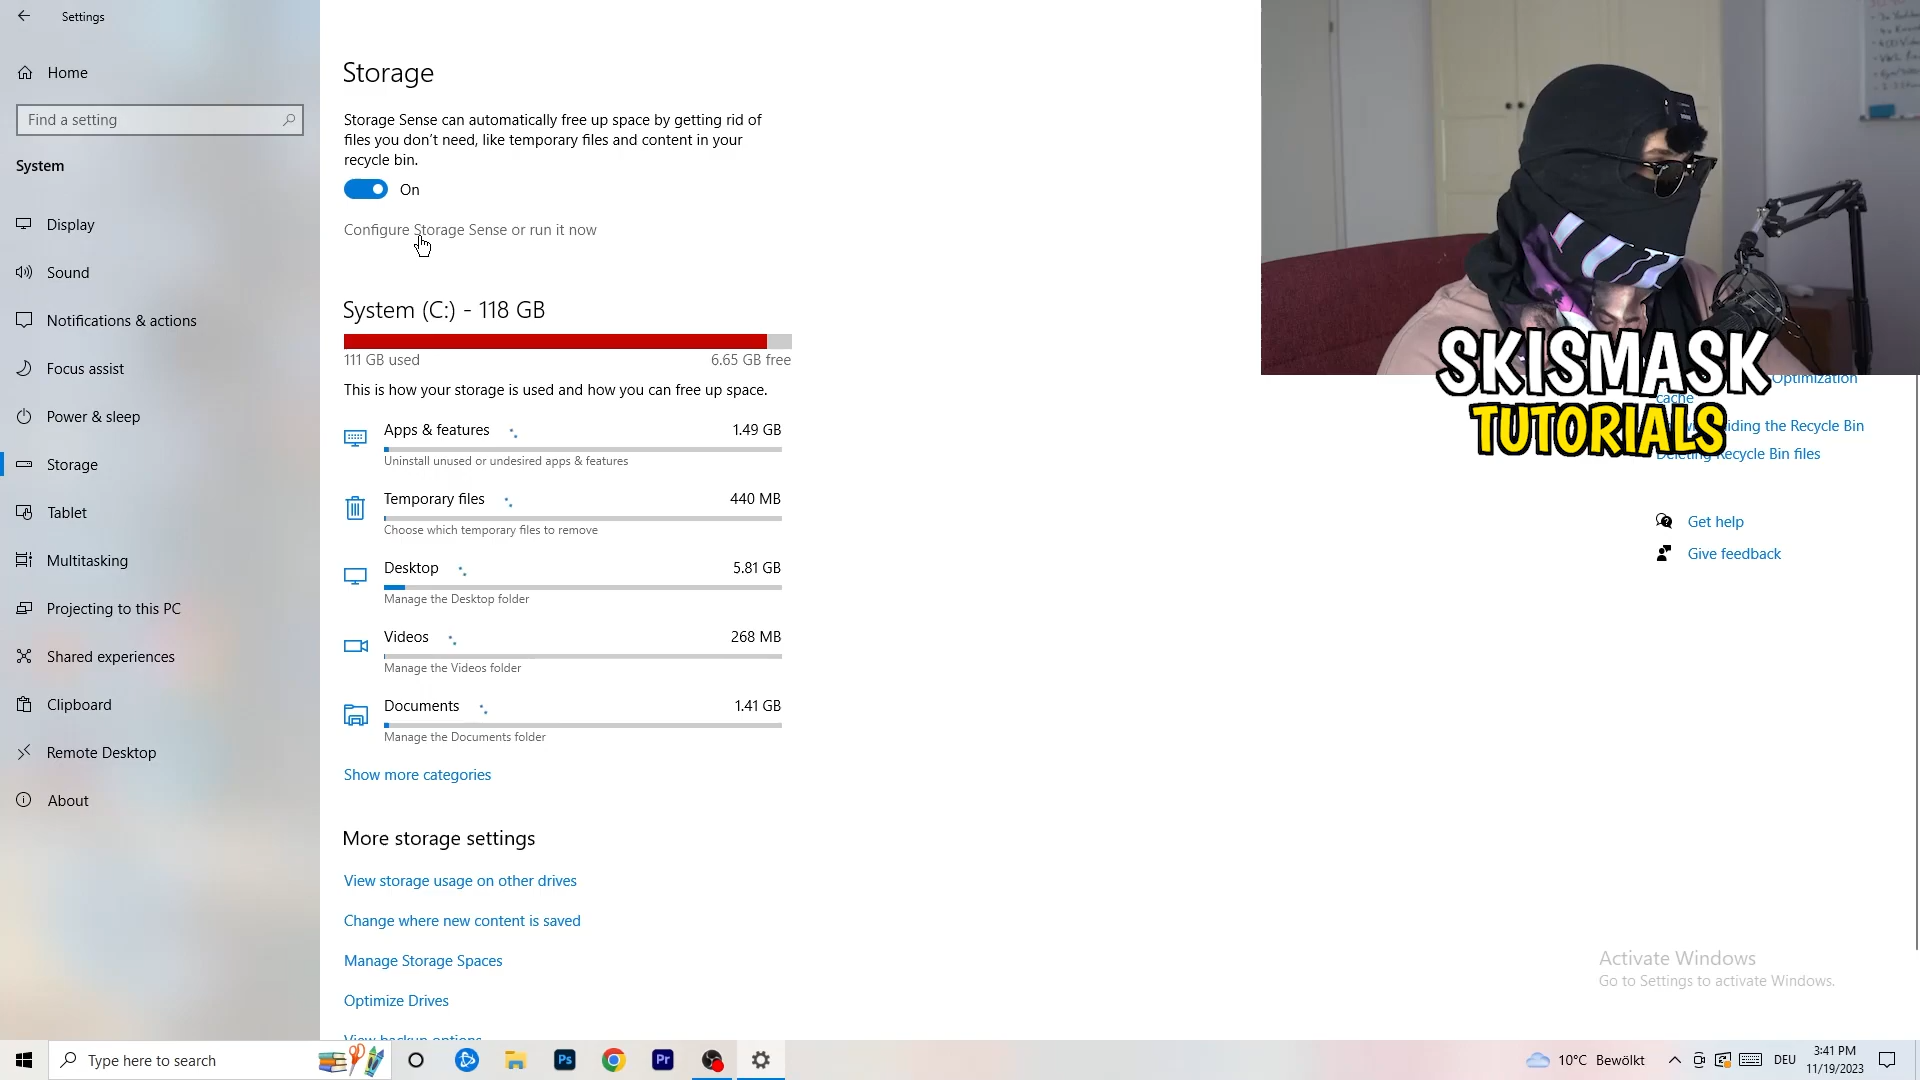 Settings
Home
Find a setting
System
Display
Sound
Notifications & actions
Focus assist
Power & sleep
Storage
Tablet
Multitasking
Projecting to this PC
Shared experiences
Clipboard
Remote Desktop
About
Storage
Storage Sense can automatically free up space by getting rid of
files you don't need, like temporary files and content in your
recycle bin.
On
Configure Storage Sense or run it now
System (C:) - 118 GB
111 GB used
6.65 GB free
This is how your storage is used and how you can free up space.
Apps & features
1.49 GB
Uninstall unused or undesired apps & features
Temporary files
440 MB
Choose which temporary files to remove
Desktop
5.81 GB
Manage the Desktop folder
Videos
268 MB
Manage the Videos folder
Documents
1.41 GB
Manage the Documents folder
Show more categories
More storage settings
View storage usage on other drives
Change where new content is saved
Manage Storage Spaces
Optimize Drives
View backup options
SKISMASK
TUTORIALS
Optimization
cache
the Recycle Bin
Recycle Bin files
Get help
Give feedback
Activate Windows
Go to Settings to activate Windows.
Type here to search
Ps
Pr
10°C Bewölkt
DEU
3:41 PM
11/19/2023